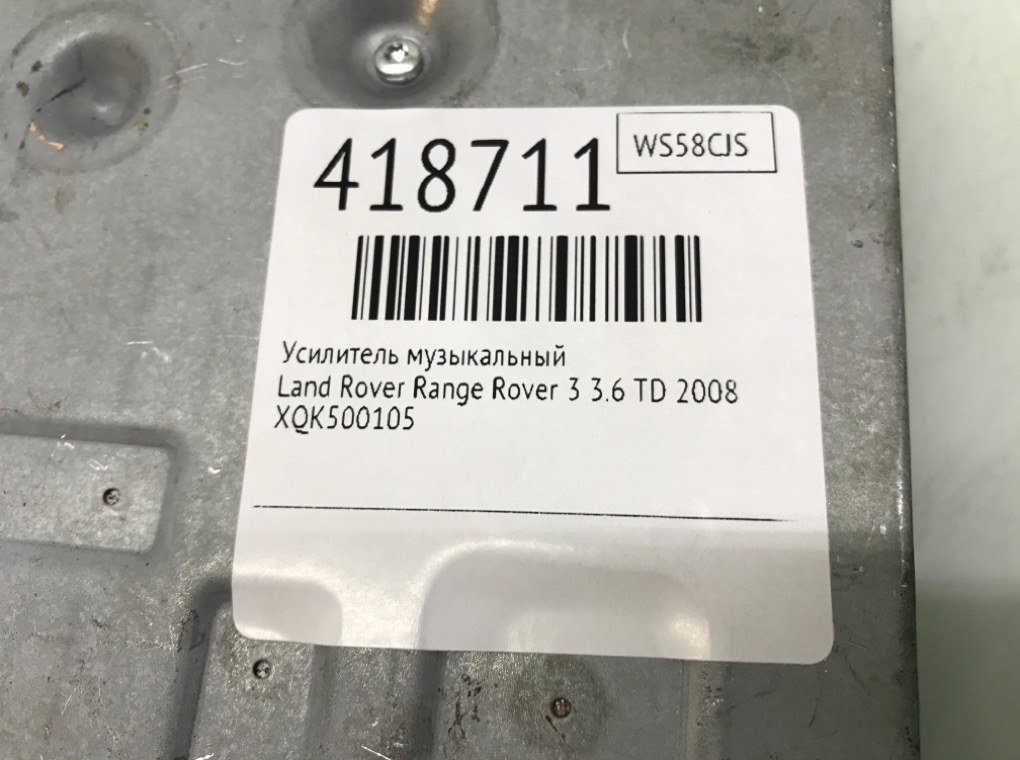 418711
WS58CJS
Усилитель музыкальный
Land Rover Range Rover 3 3.6 TD 2008
XQK500105